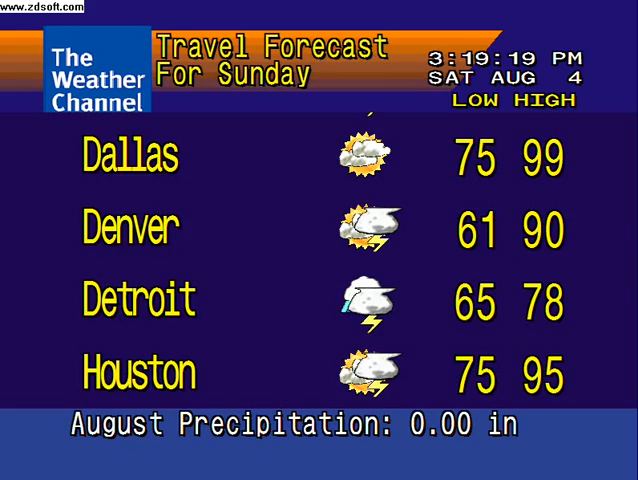 www.zdsoft.com
The
Weather
Channel
Travel Forecast
For Sunday
3:19:19 PM
SAT AUG 4
LOW HIGH
Dallas 75 99
Denver 61 90
Detroit 65 78
Houston 75 95
August Precipitation: 0.00 in